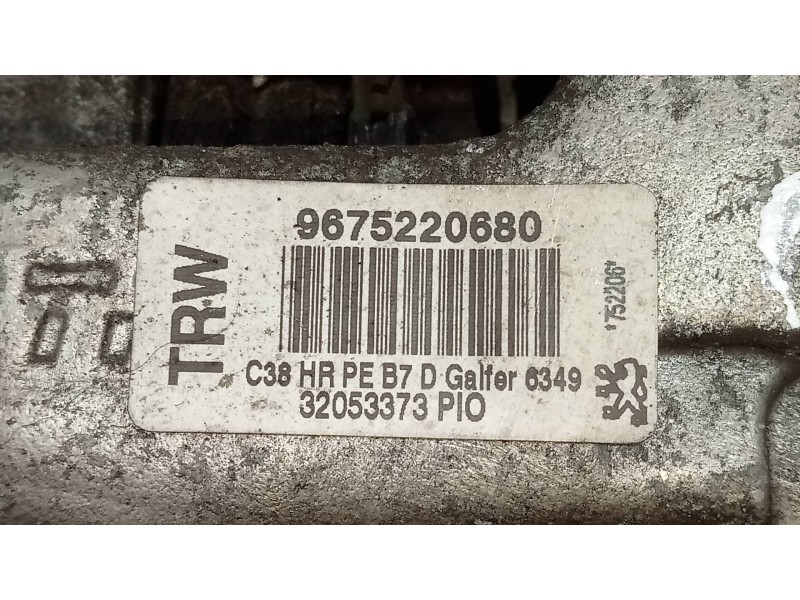 TRW
9675220680
*752206*
C38 HR PE B7 D Galfer 6349
32053373 PIO